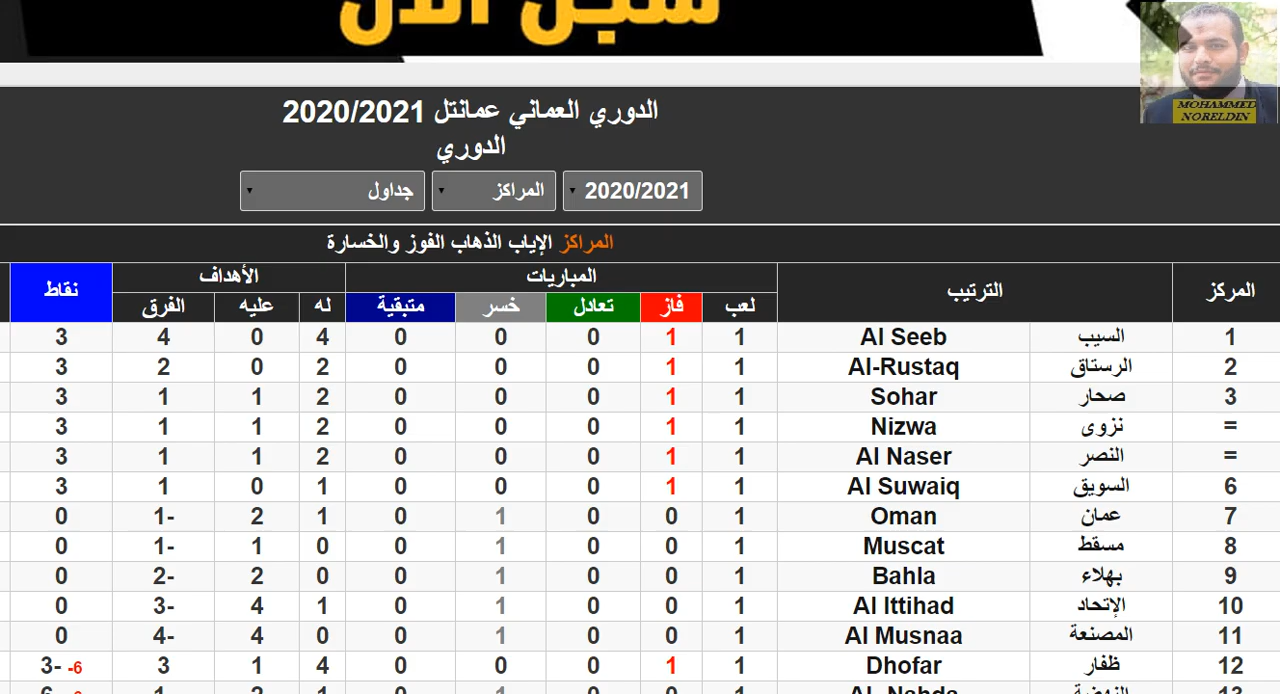 سجل الآن
MOHAMMED
NORELDIN
الدوري العماني عمانتل 2020/2021
الدوري
2020/2021 المراكز جداول
المراكز الإياب الذهاب الفوز والخسارة
المركز الترتيب المباريات الأهداف نقاط
لعب فاز تعادل خسر متبقية له عليه الفرق
1 السيب Al Seeb 1 1 0 0 0 4 0 4 3
2 الرستاق Al-Rustaq 1 1 0 0 0 2 0 2 3
3 صحار Sohar 1 1 0 0 0 2 1 1 3
= نزوى Nizwa 1 1 0 0 0 2 1 1 3
= النصر Al Naser 1 1 0 0 0 2 1 1 3
6 السويق Al Suwaiq 1 1 0 0 0 1 0 1 3
7 عمان Oman 1 0 0 1 0 1 2 1- 0
8 مسقط Muscat 1 0 0 1 0 0 1 1- 0
9 بهلاء Bahla 1 0 0 1 0 0 2 2- 0
10 الإتحاد Al Ittihad 1 0 0 1 0 1 4 3- 0
11 المصنعة Al Musnaa 1 0 0 1 0 0 4 4- 0
12 ظفار Dhofar 1 1 0 0 0 4 1 3 3- -6
13 النهضة Al- Nahda 1 0 0 1 0 1 2 1-